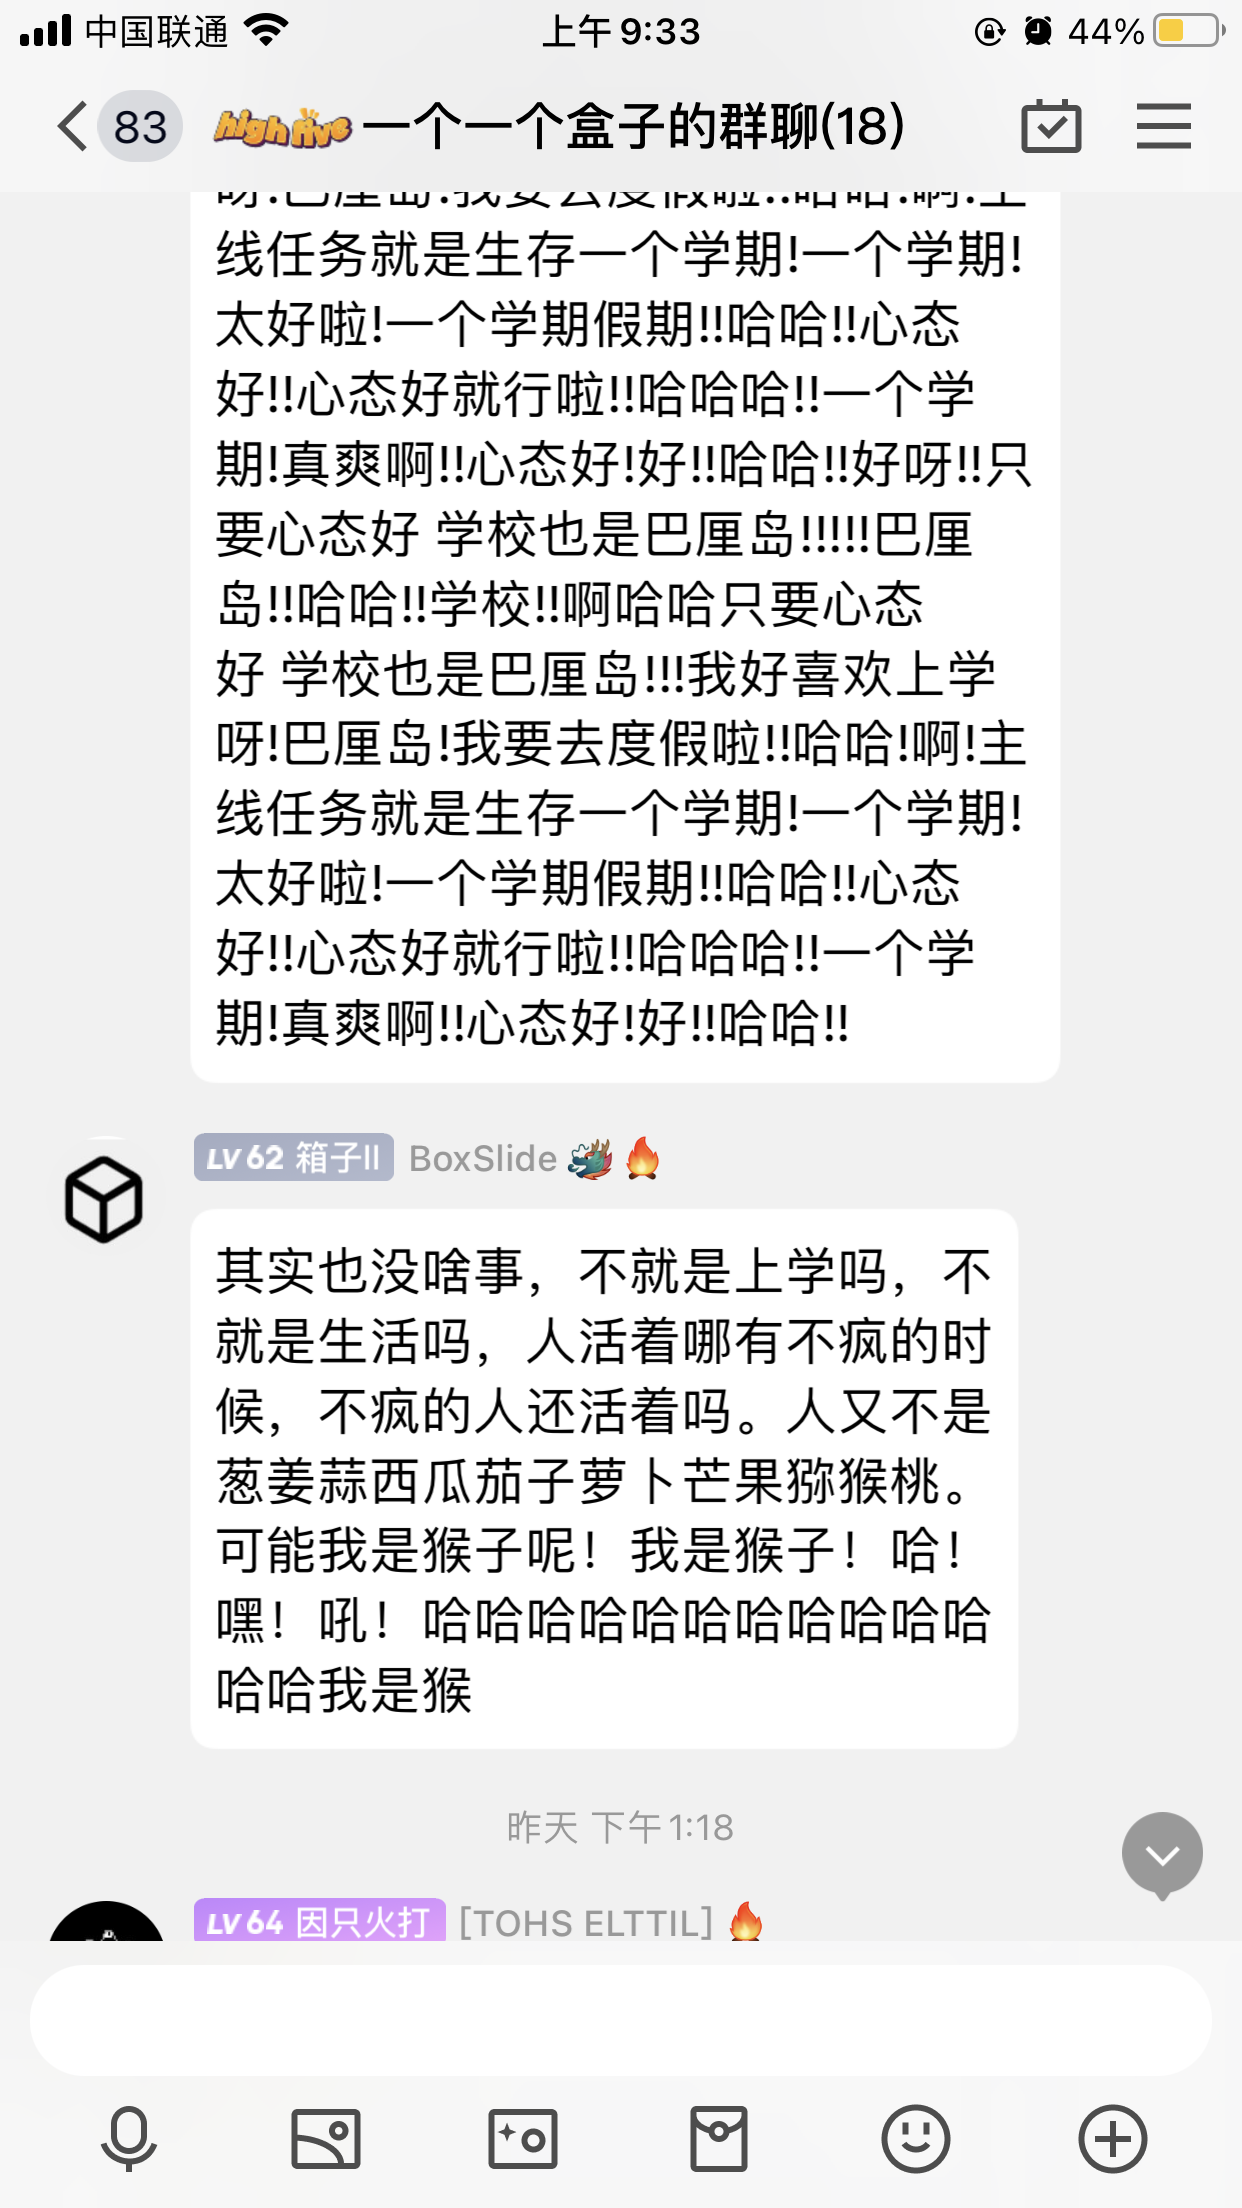 中国联通 上午 9:33 44%
83 high five 一个一个盒子的群聊(18)
呀!巴厘岛!我要去度假啦!!哈哈!啊!主
线任务就是生存一个学期!一个学期!
太好啦!一个学期假期!!哈哈!!心态
好!!心态好就行啦!!哈哈哈!!一个学
期!真爽啊!!心态好!好!!哈哈!!好呀!!只
要心态好 学校也是巴厘岛!!!!!巴厘
岛!!哈哈!!学校!!啊哈哈只要心态
好 学校也是巴厘岛!!!我好喜欢上学
呀!巴厘岛!我要去度假啦!!哈哈!啊!主
线任务就是生存一个学期!一个学期!
太好啦!一个学期假期!!哈哈!!心态
好!!心态好就行啦!!哈哈哈!!一个学
期!真爽啊!!心态好!好!!哈哈!!
LV 62 箱子II BoxSlide 🐲🔥
其实也没啥事，不就是上学吗，不
就是生活吗，人活着哪有不疯的时
候，不疯的人还活着吗。人又不是
葱姜蒜西瓜茄子萝卜芒果猕猴桃。
可能我是猴子呢！我是猴子！哈！
嘿！吼！哈哈哈哈哈哈哈哈哈哈哈
哈哈我是猴
昨天 下午1:18
LV 64 因只火打 [TOHS ELTTIL] 🔥